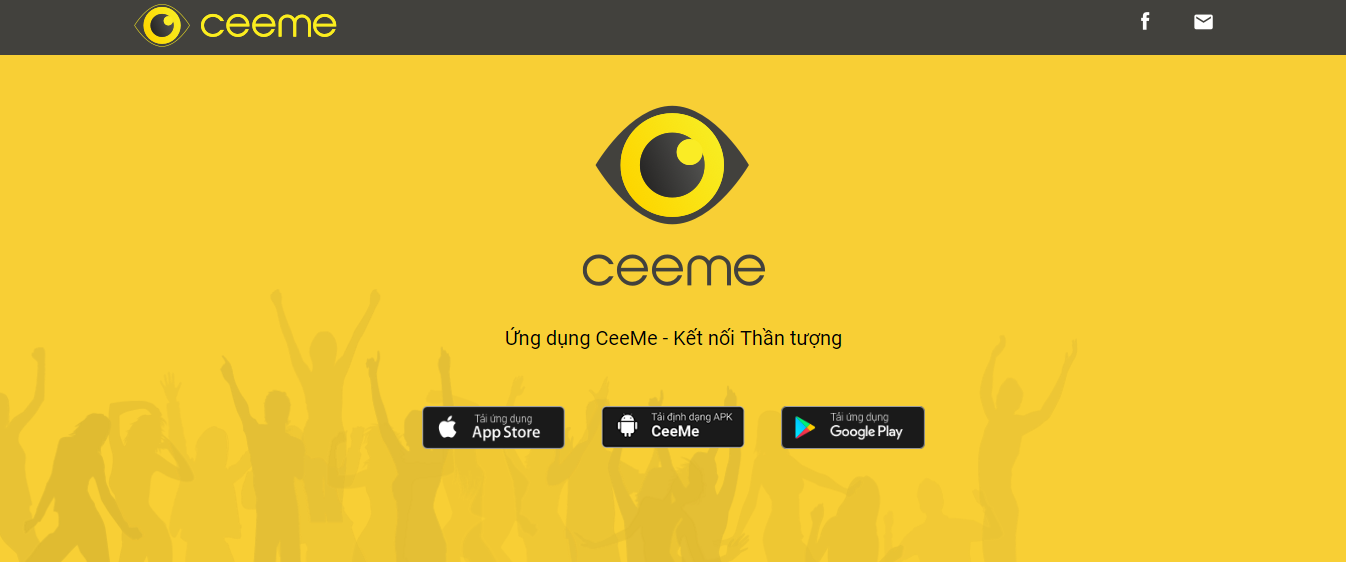 ceeme
ceeme
Ứng dụng CeeMe - Kết nối Thần tượng
Tải ứng dụng
App Store
Tải định dạng APK
CeeMe
Tải ứng dụng
Google Play